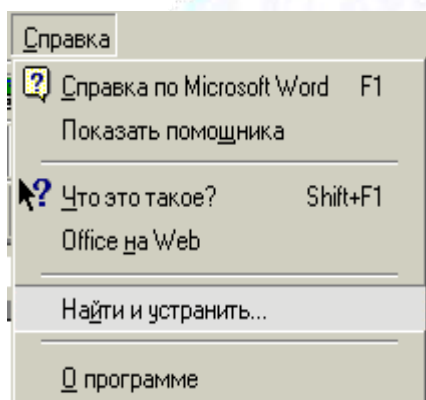 Справка
Справка по Microsoft Word F1
Показать помощника
Что это такое? Shift+F1
Office на Web
Найти и устранить...
О программе